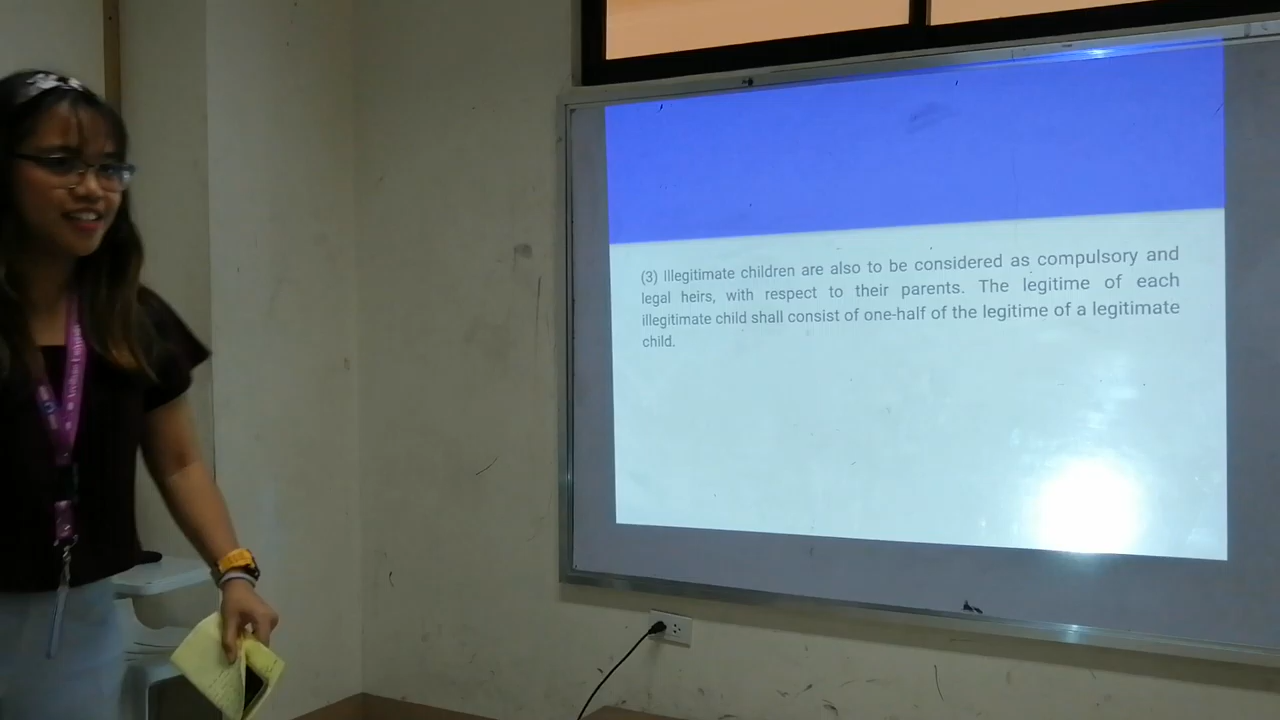 (3) Illegitimate children are also to be considered as compulsory and
legal heirs, with respect to their parents. The legitime of each
illegitimate child shall consist of one-half of the legitime of a legitimate
child.